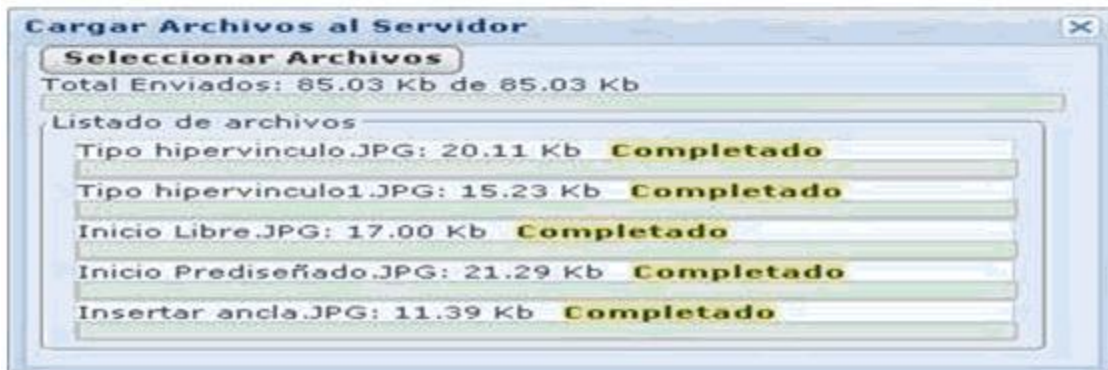 Cargar Archivos al Servidor
Seleccionar Archivos
Total Enviados: 85.03 Kb de 85.03 Kb
Listado de archivos
Tipo hipervinculo.JPG: 20.11 Kb Completado
Tipo hipervinculo1.JPG: 15.23 Kb Completado
Inicio Libre.JPG: 17.00 Kb Completado
Inicio Prediseñado.JPG: 21.29 Kb Completado
Insertar ancla.JPG: 11.39 Kb Completado